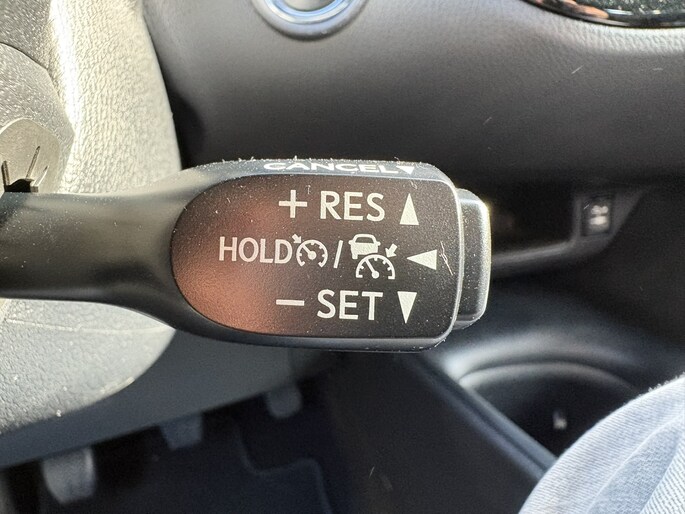 CANCEL
+ RES
HOLD /
− SET